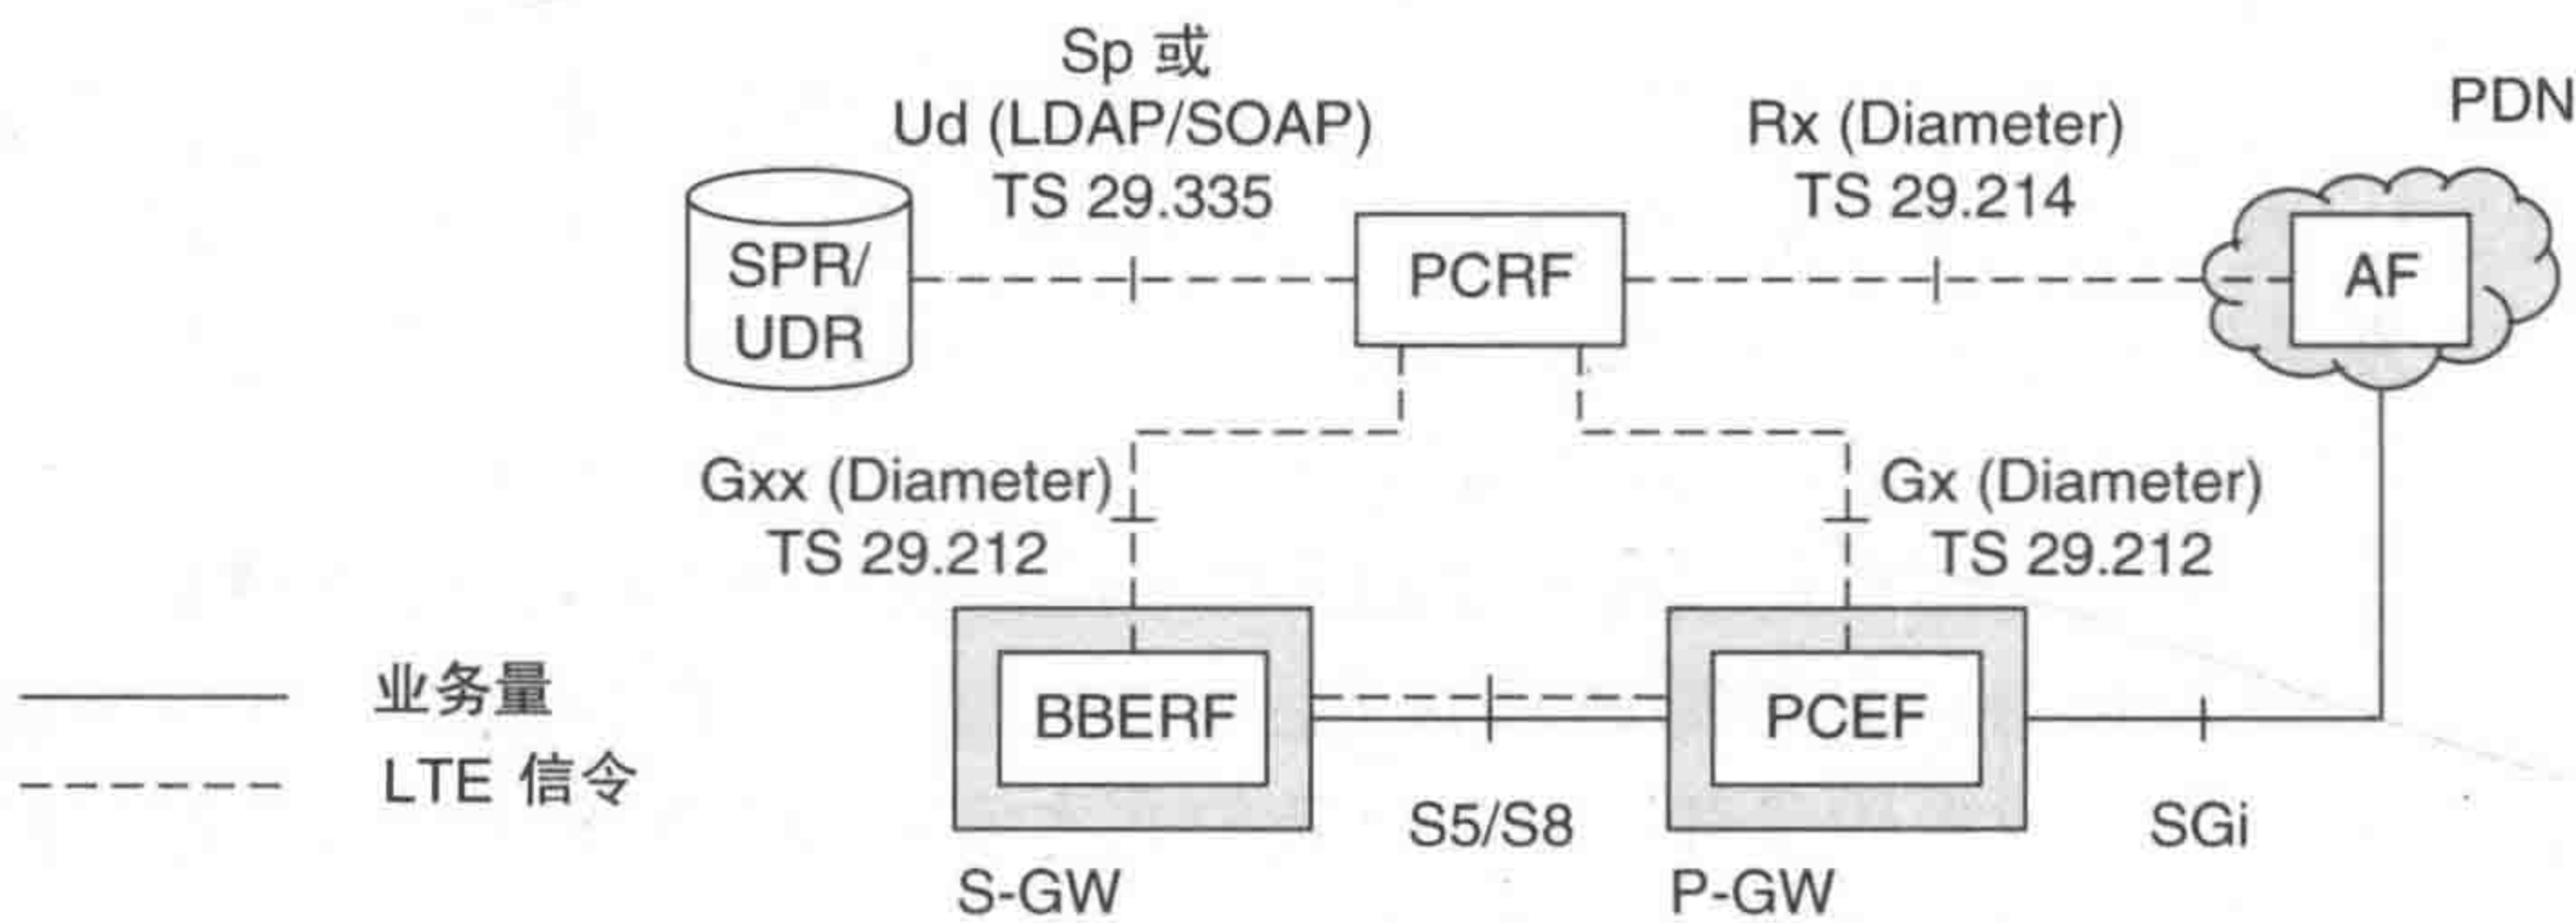 Sp 或
Ud (LDAP/SOAP)
TS 29.335
Rx (Diameter)
TS 29.214
PDN
SPR/
UDR
PCRF
AF
Gxx (Diameter)
TS 29.212
Gx (Diameter)
TS 29.212
业务量
LTE 信令
BBERF
PCEF
S5/S8
SGi
S-GW
P-GW